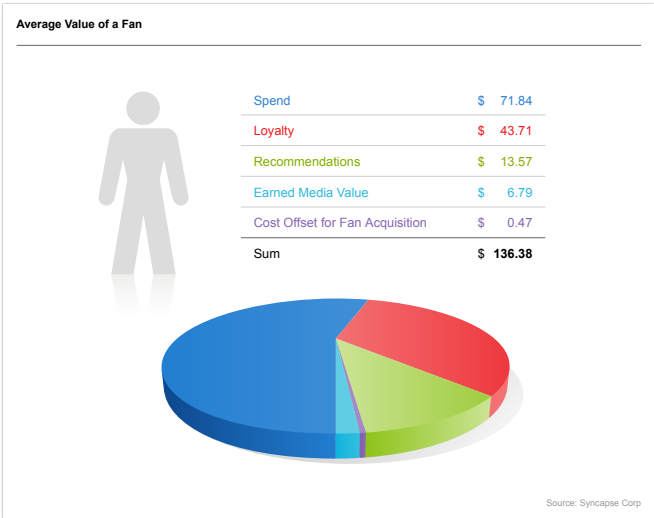 Average Value of a Fan
Spend $ 71.84
Loyalty $ 43.71
Recommendations $ 13.57
Earned Media Value $ 6.79
Cost Offset for Fan Acquisition $ 0.47
Sum $ 136.38
Source: Syncapse Corp